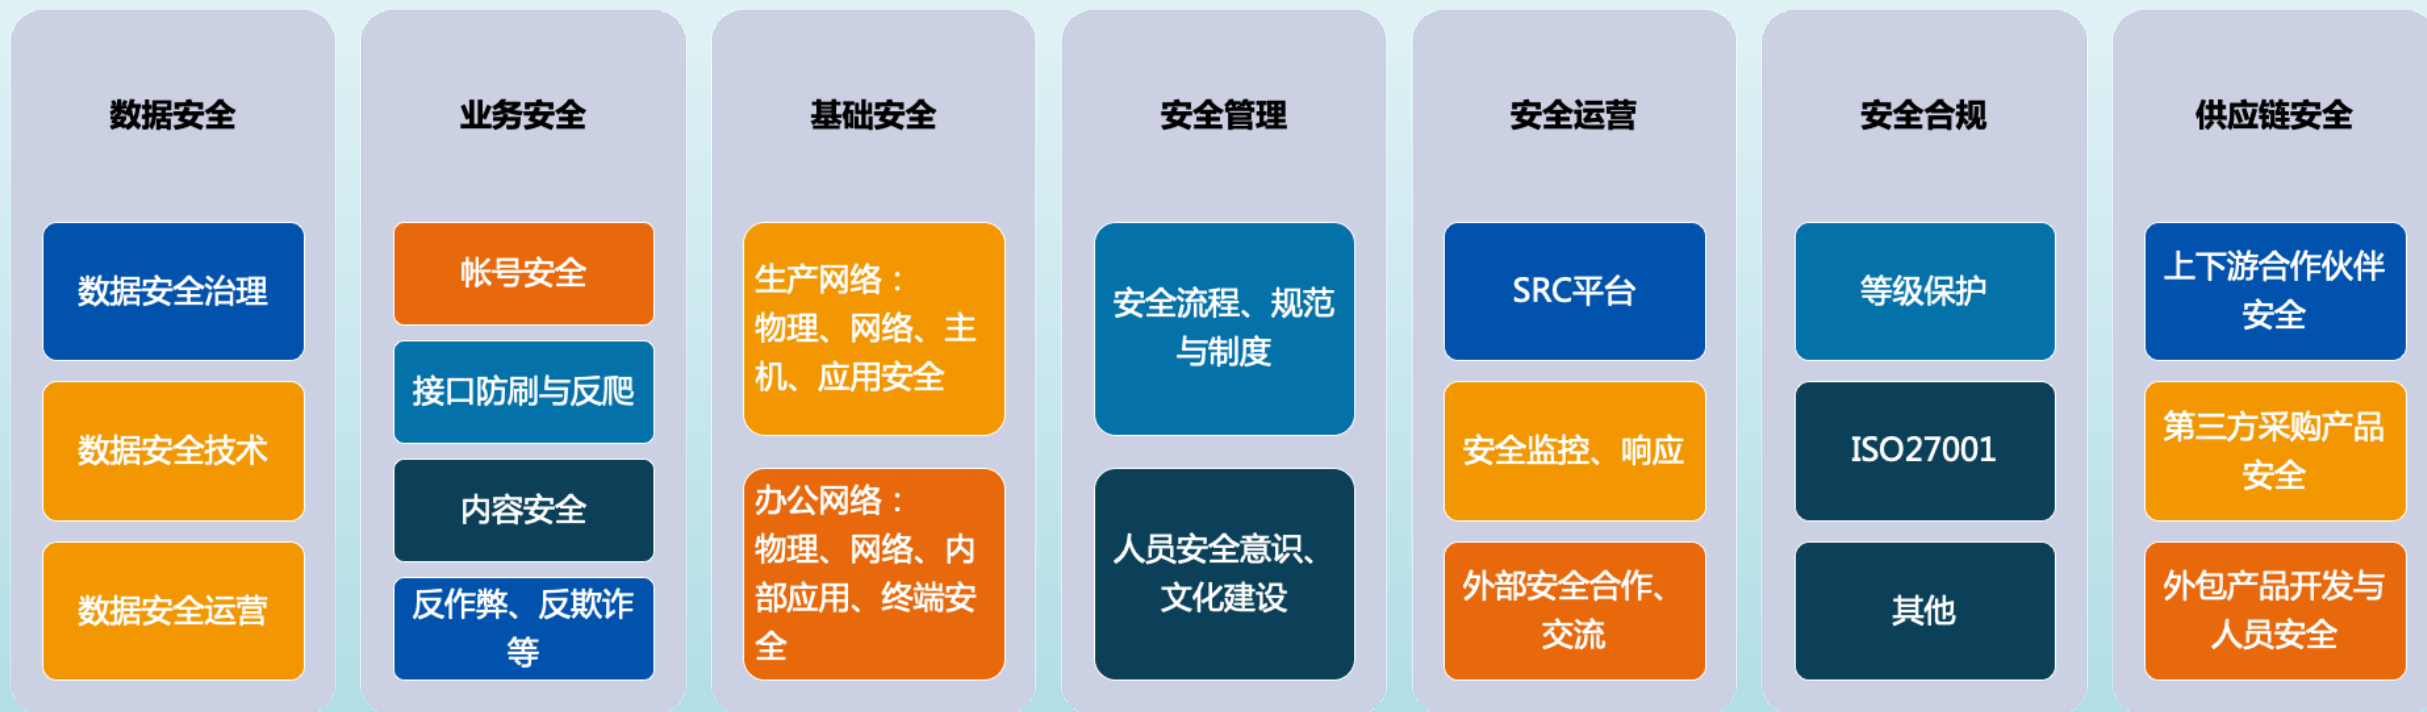 数据安全
数据安全治理
数据安全技术
数据安全运营
业务安全
帐号安全
接口防刷与反爬
内容安全
反作弊、反欺诈
等
基础安全
生产网络：
物理、网络、主
机、应用安全
办公网络：
物理、网络、内
部应用、终端安
全
安全管理
安全流程、规范
与制度
人员安全意识、
文化建设
安全运营
SRC平台
安全监控、响应
外部安全合作、
交流
安全合规
等级保护
ISO27001
其他
供应链安全
上下游合作伙伴
安全
第三方采购产品
安全
外包产品开发与
人员安全